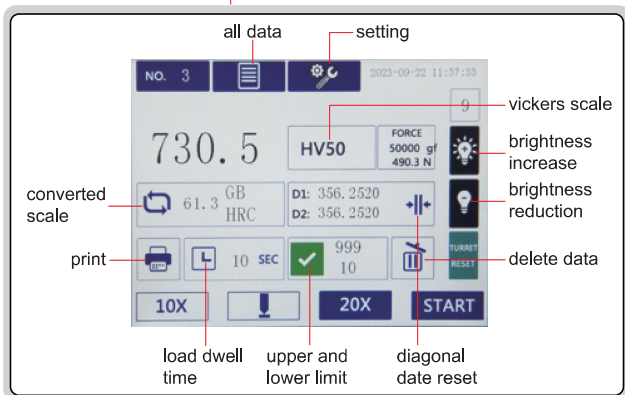 all data
setting
NO. 3
2023-09-22 11:37:33
9
vickers scale
730.5
HV50
FORCE
50000 gf
490.3 N
brightness
increase
converted
scale
61.3
GB
HRC
D1: 356.2520
D2: 356.2520
brightness
reduction
print
10 SEC
999
10
TURRET
RESET
delete data
10X
20X
START
load dwell
time
upper and
lower limit
diagonal
date reset